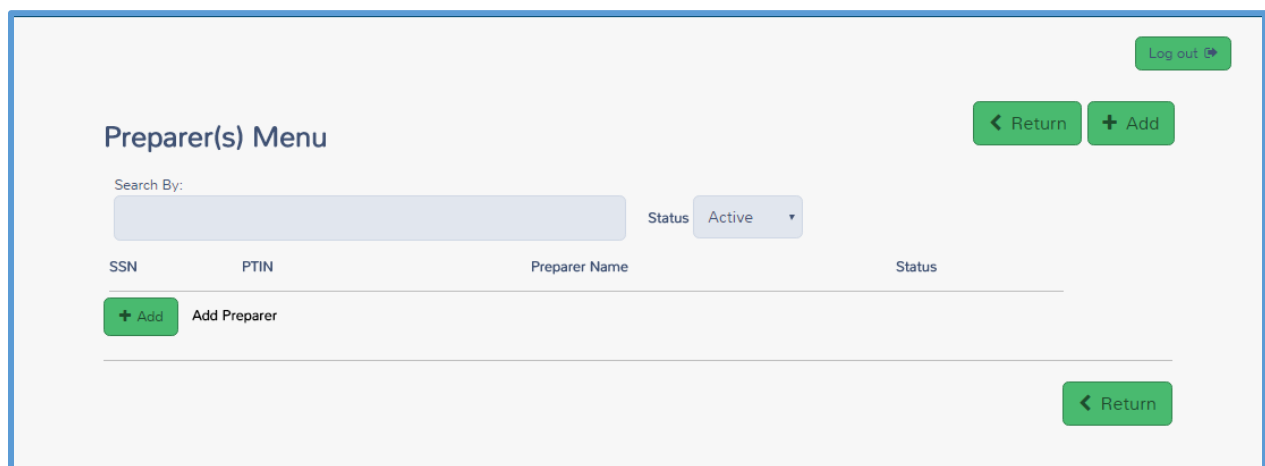 Log out
Return
Add
Preparer(s) Menu
Search By:
Status Active
SSN PTIN Preparer Name Status
Add Add Preparer
Return